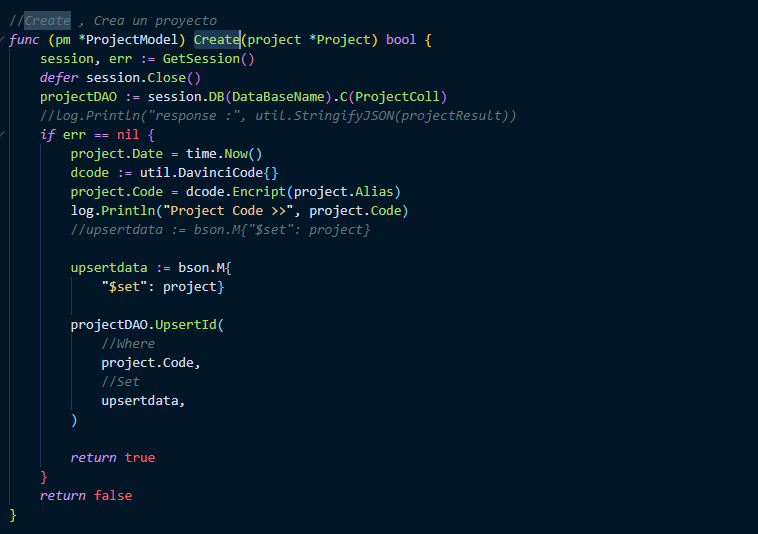 //Create , Crea un proyecto
func (pm *ProjectModel) Create(project *Project) bool {
session, err := GetSession()
defer session.Close()
projectDAO := session.DB(DataBaseName).C(ProjectColl)
//log.Println("response :", util.StringifyJSON(projectResult))
if err == nil {
project.Date = time.Now()
dcode := util.DavinciCode{}
project.Code = dcode.Encript(project.Alias)
log.Println("Project Code >>", project.Code)
//upsertdata := bson.M{"$set": project}
upsertdata := bson.M{
"$set": project}
projectDAO.UpsertId(
//Where
project.Code,
//Set
upsertdata,
)
return true
}
return false
}